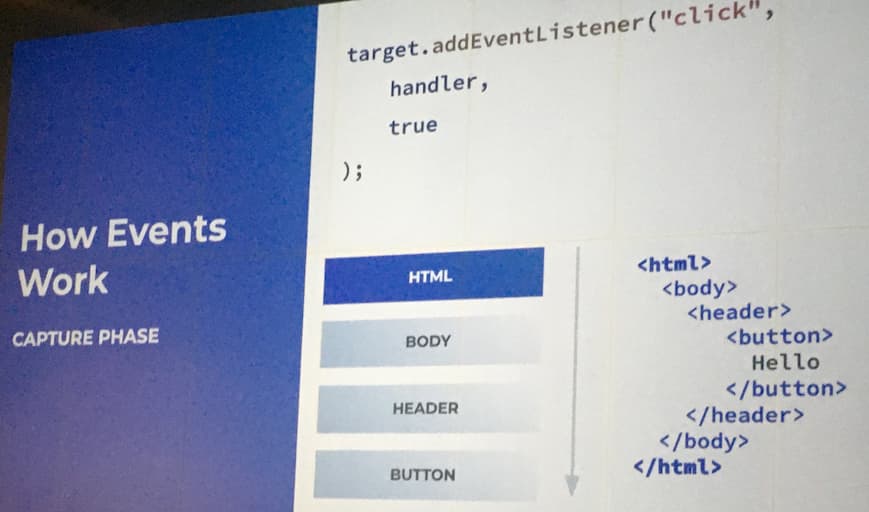 How Events
Work
CAPTURE PHASE
target.addEventListener("click",
handler,
true
);
HTML
BODY
HEADER
BUTTON
<html>
<body>
<header>
<button>
Hello
</button>
</header>
</body>
</html>